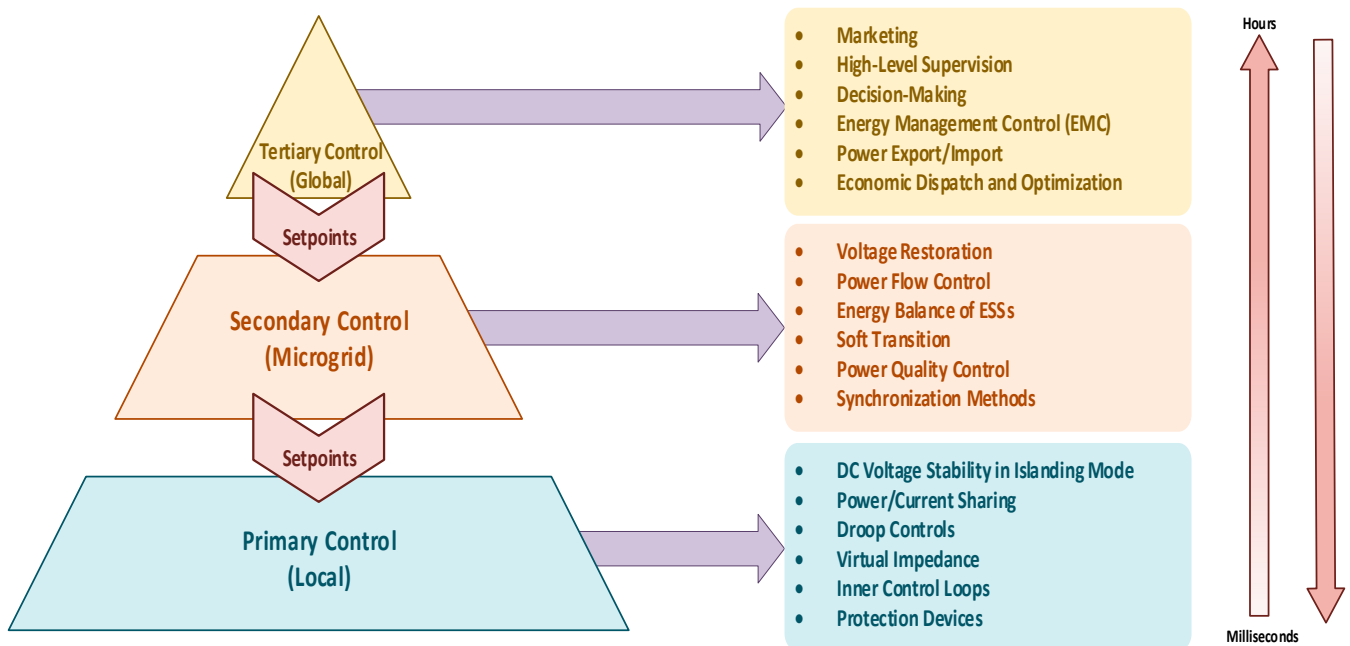 Tertiary Control
(Global)
Setpoints
Secondary Control
(Microgrid)
Setpoints
Primary Control
(Local)
• Marketing
• High-Level Supervision
• Decision-Making
• Energy Management Control (EMC)
• Power Export/Import
• Economic Dispatch and Optimization
• Voltage Restoration
• Power Flow Control
• Energy Balance of ESSs
• Soft Transition
• Power Quality Control
• Synchronization Methods
• DC Voltage Stability in Islanding Mode
• Power/Current Sharing
• Droop Controls
• Virtual Impedance
• Inner Control Loops
• Protection Devices
Hours
Milliseconds